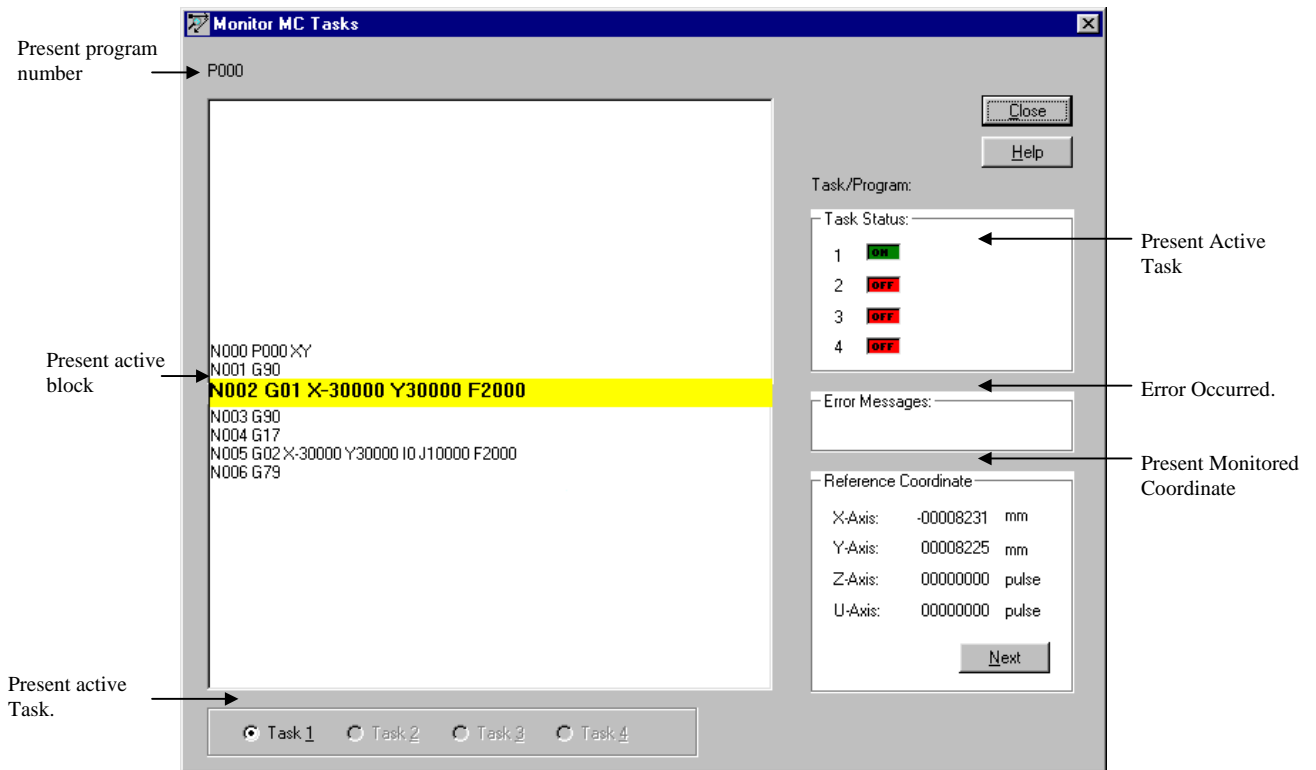 Monitor MC Tasks
Present program
number
P000
Close
Help
Task/Program:
Task Status:
1 ON
2 OFF
3 OFF
4 OFF
Present Active
Task
N000 P000 XY
N001 G90
N002 G01 X-30000 Y30000 F2000
N003 G90
N004 G17
N005 G02 X-30000 Y30000 I0 J10000 F2000
N006 G79
Present active
block
Error Occurred.
Error Messages:
Present Monitored
Coordinate
Reference Coordinate
X-Axis: -00008231 mm
Y-Axis: 00008225 mm
Z-Axis: 00000000 pulse
U-Axis: 00000000 pulse
Next
Present active
Task.
Task 1 Task 2 Task 3 Task 4